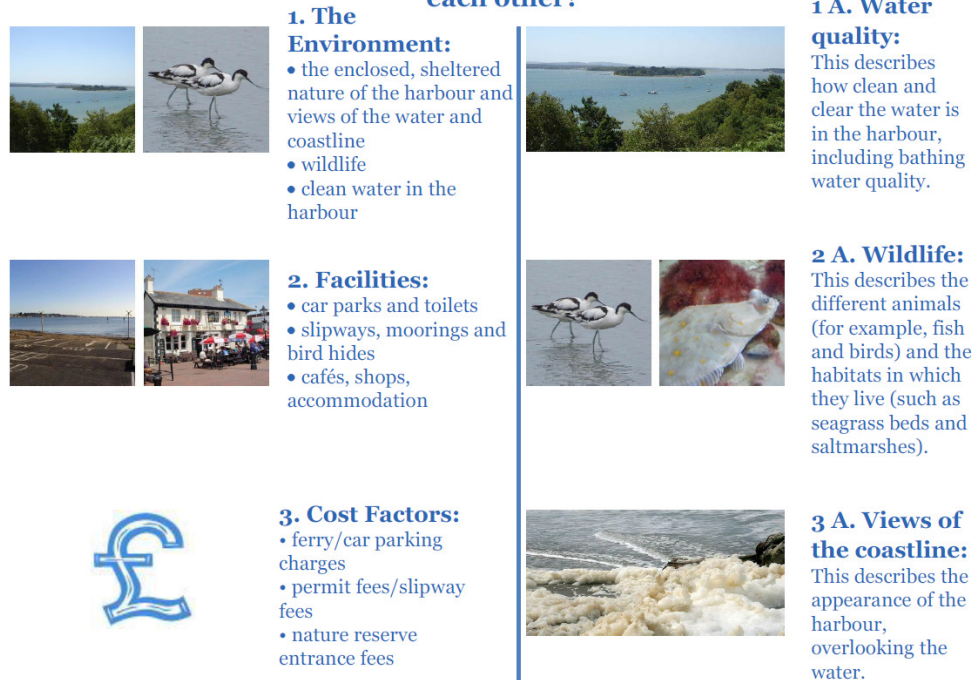 each other?
1. The
Environment:
• the enclosed, sheltered
nature of the harbour and
views of the water and
coastline
• wildlife
• clean water in the
harbour
2. Facilities:
• car parks and toilets
• slipways, moorings and
bird hides
• cafés, shops,
accommodation
3. Cost Factors:
• ferry/car parking
charges
• permit fees/slipway
fees
• nature reserve
entrance fees
1 A. Water
quality:
This describes
how clean and
clear the water is
in the harbour,
including bathing
water quality.
2 A. Wildlife:
This describes the
different animals
(for example, fish
and birds) and the
habitats in which
they live (such as
seagrass beds and
saltmarshes).
3 A. Views of
the coastline:
This describes the
appearance of the
harbour,
overlooking the
water.